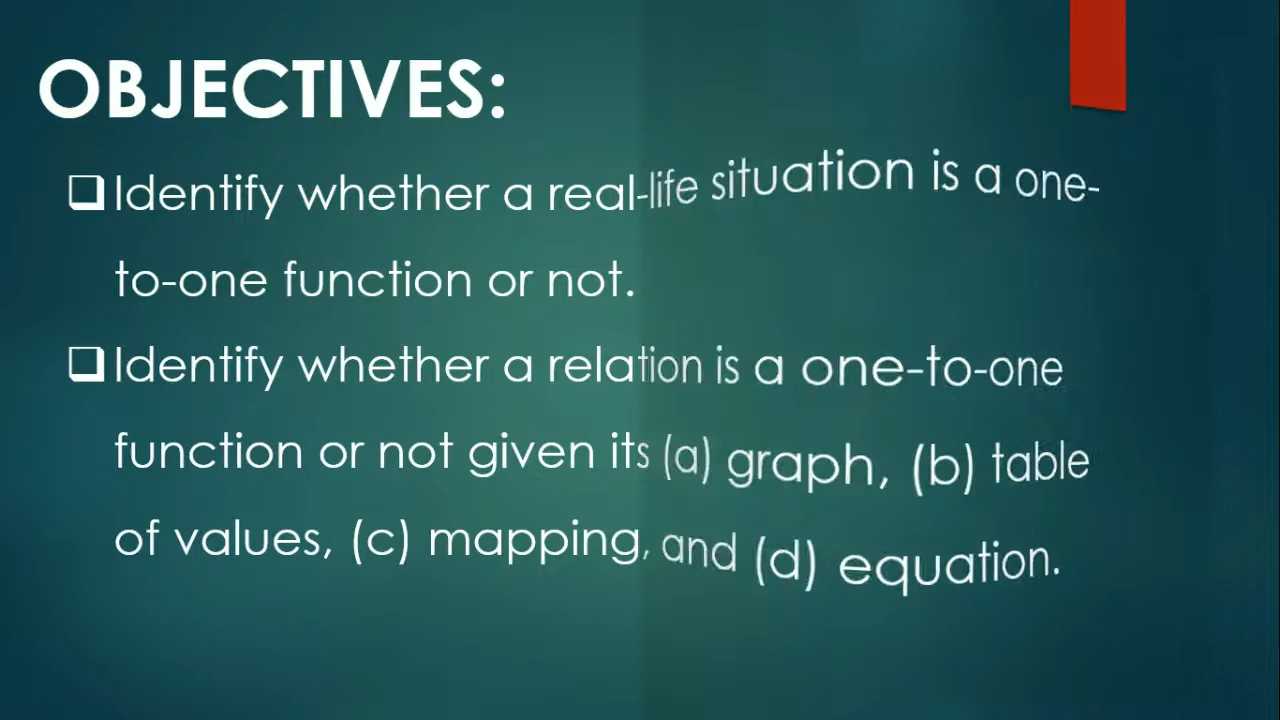 OBJECTIVES:
❑Identify whether a real-life situation is a one-
to-one function or not.
❑Identify whether a relation is a one-to-one
function or not given its (a) graph, (b) table
of values, (c) mapping, and (d) equation.